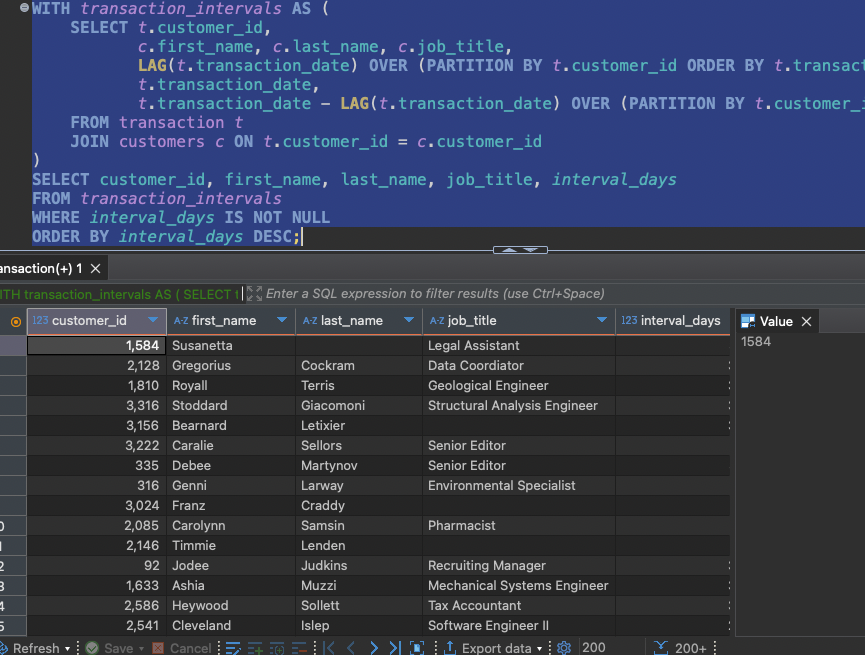 WITH transaction_intervals AS (
SELECT t.customer_id,
c.first_name, c.last_name, c.job_title,
LAG(t.transaction_date) OVER (PARTITION BY t.customer_id ORDER BY t.transact
t.transaction_date,
t.transaction_date - LAG(t.transaction_date) OVER (PARTITION BY t.customer_i
FROM transaction t
JOIN customers c ON t.customer_id = c.customer_id
)
SELECT customer_id, first_name, last_name, job_title, interval_days
FROM transaction_intervals
WHERE interval_days IS NOT NULL
ORDER BY interval_days DESC;
ansaction(+) 1
ITH transaction_intervals AS ( SELECT t Enter a SQL expression to filter results (use Ctrl+Space)
123 customer_id A-Z first_name A-Z last_name A-Z job_title 123 interval_days Value
1,584 Susanetta Legal Assistant 1584
2,128 Gregorius Cockram Data Coordiator
1,810 Royall Terris Geological Engineer
3,316 Stoddard Giacomoni Structural Analysis Engineer
3,156 Bearnard Letixier
3,222 Caralie Sellors Senior Editor
335 Debee Martynov Senior Editor
316 Genni Larway Environmental Specialist
3,024 Franz Craddy
0 2,085 Carolynn Samsin Pharmacist
1 2,146 Timmie Lenden
2 92 Jodee Judkins Recruiting Manager
3 1,633 Ashia Muzzi Mechanical Systems Engineer
4 2,586 Heywood Sollett Tax Accountant
5 2,541 Cleveland Islep Software Engineer II
Refresh Save Cancel Export data 200 200+